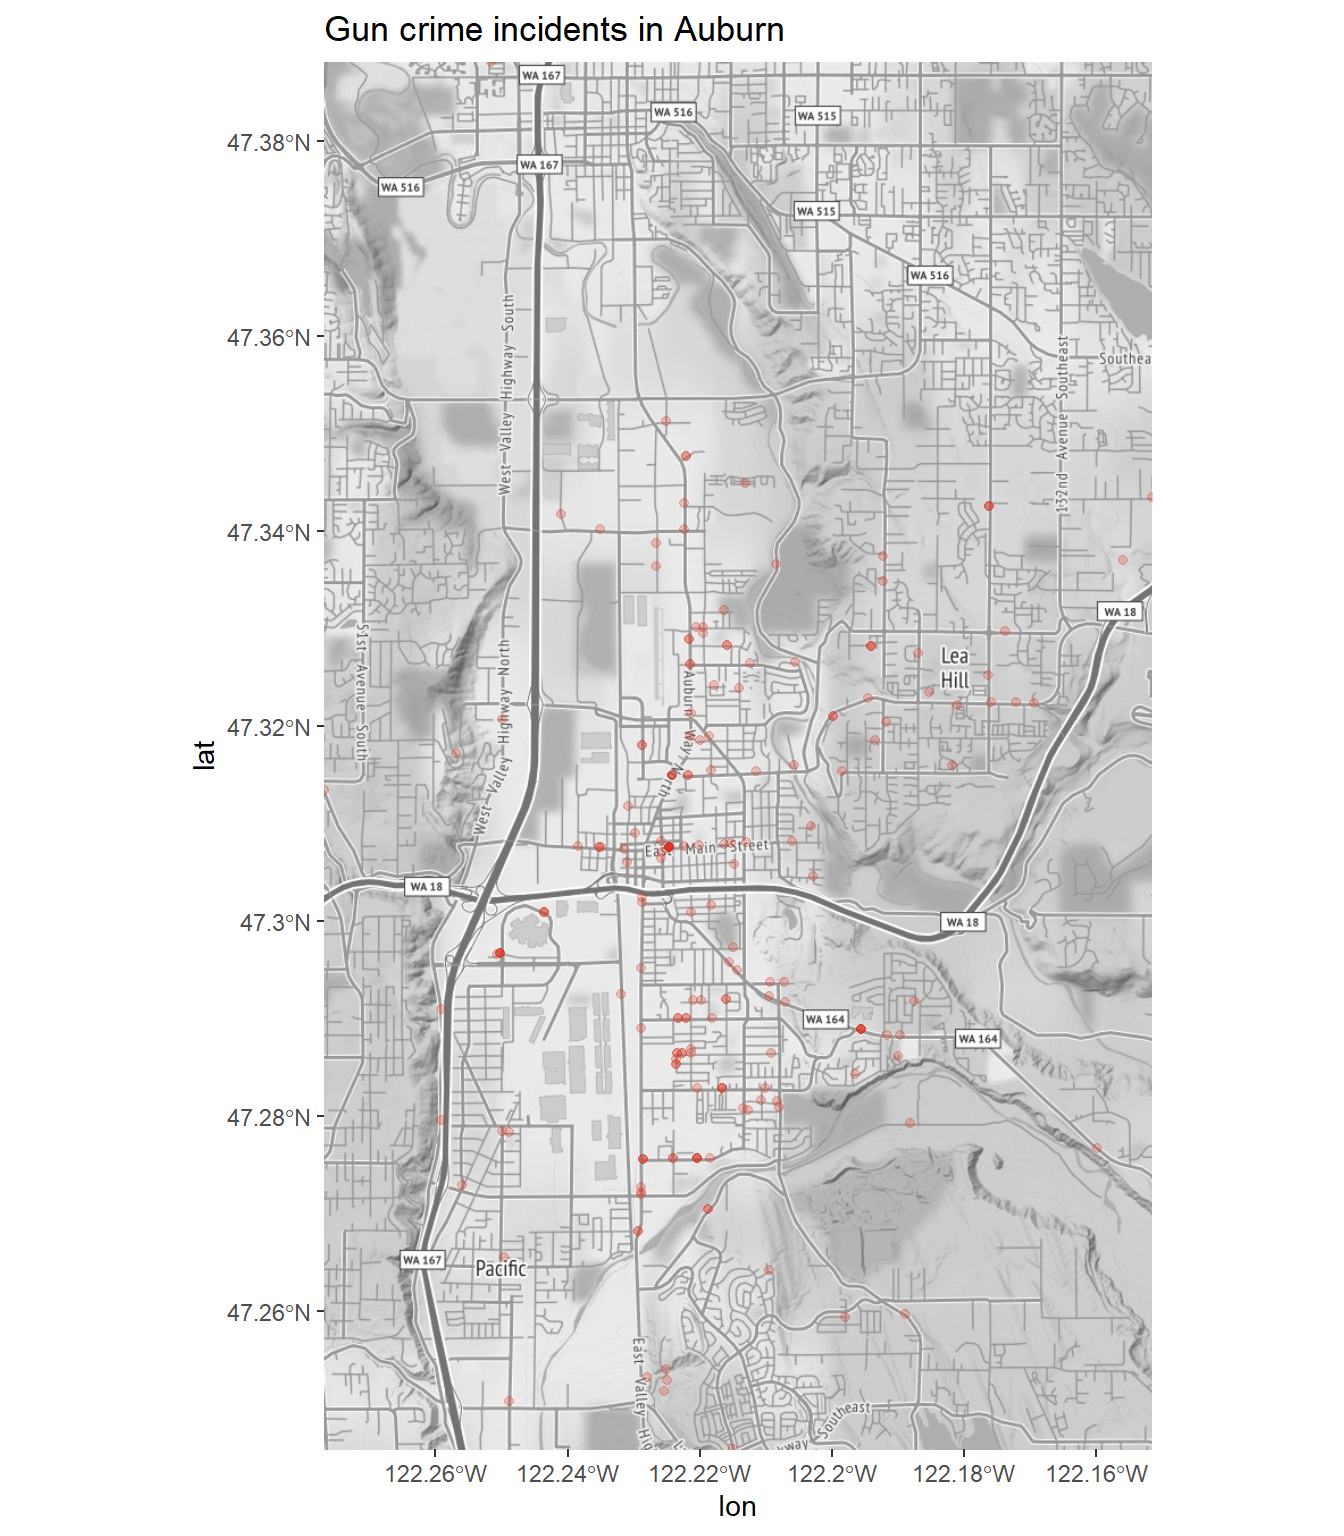 Gun crime incidents in Auburn
WA 167
WA 516
WA 515
47.38°N
WA 167
WA 516
WA 515
WA 516
47.36°N
West Valley Highway South
132nd Avenue Southeast
Southea
47.34°N
WA 18
51st Avenue South
West Valley Highway North
Auburn Way North
Lea
Hill
47.32°N
lat
East Main Street
WA 18
47.3°N
WA 18
WA 164
WA 164
47.28°N
WA 167
Pacific
47.26°N
East Valley Hig
kway Southeast
122.26°W 122.24°W 122.22°W 122.2°W 122.18°W 122.16°W
lon